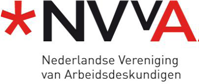 *NVvA
Nederlandse Vereniging
van Arbeidsdeskundigen